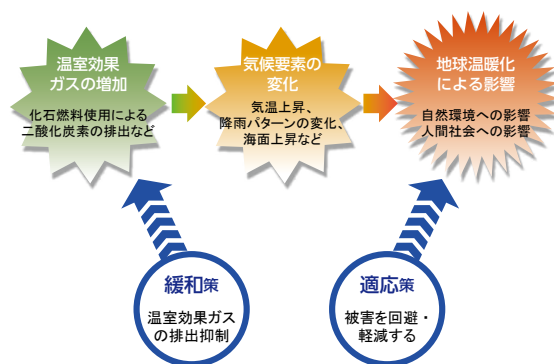 温室効果
ガスの増加
化石燃料使用による
二酸化炭素の排出など
気候要素の
変化
気温上昇、
降雨パターンの変化、
海面上昇など
地球温暖化
による影響
自然環境への影響
人間社会への影響
緩和策
温室効果ガス
の排出抑制
適応策
被害を回避・
軽減する